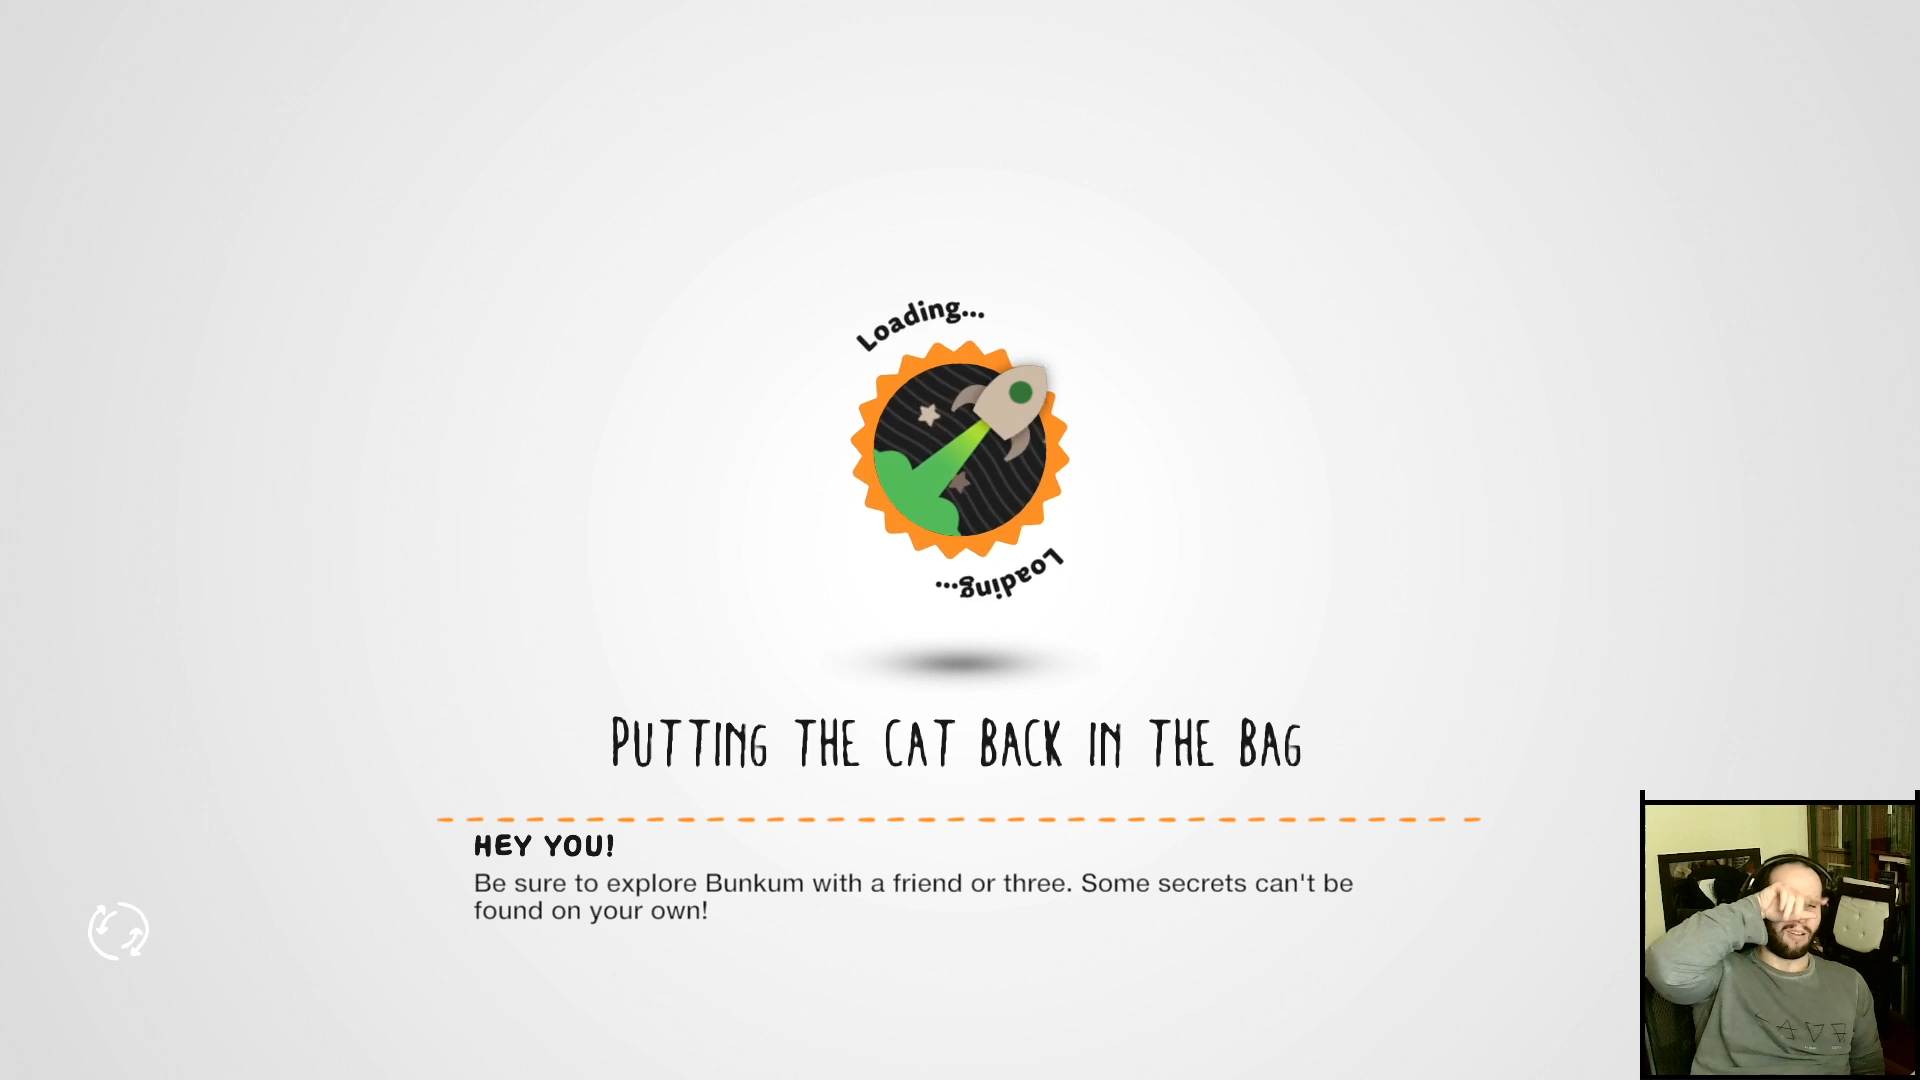 Loading...
Loading...
PUTTING THE CAT BACK IN THE BAG
HEY YOU!
Be sure to explore Bunkum with a friend or three. Some secrets can't be
found on your own!